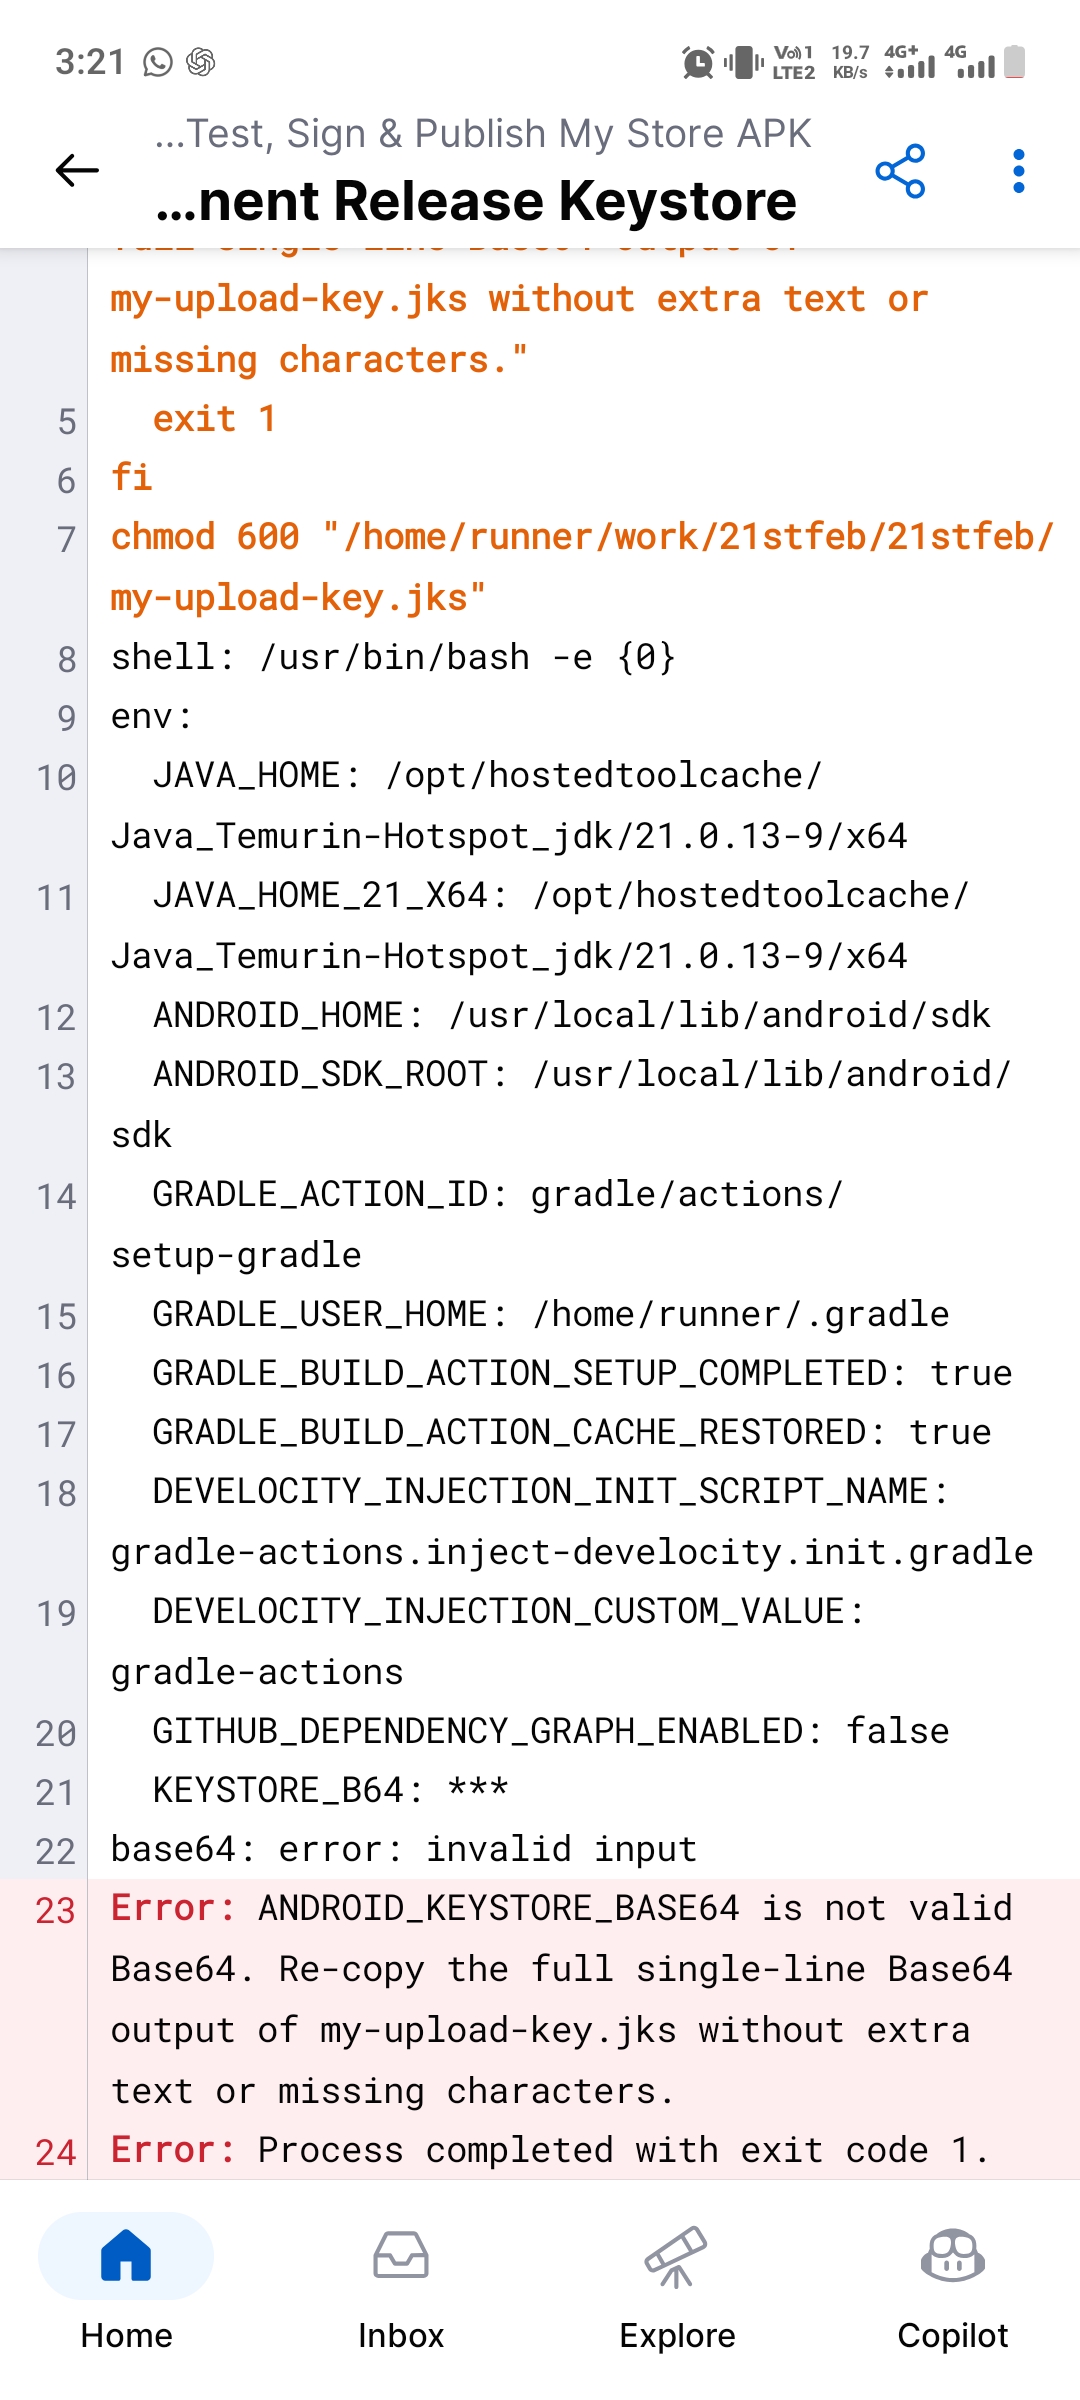 3:21
Vo)) 1
LTE2
19.7
KB/s
4G+
4G
...Test, Sign & Publish My Store APK
...nent Release Keystore
full single-line Base64 output of
my-upload-key.jks without extra text or
missing characters."
5 exit 1
6 fi
7 chmod 600 "/home/runner/work/21stfeb/21stfeb/
my-upload-key.jks"
8 shell: /usr/bin/bash -e {0}
9 env:
10 JAVA_HOME: /opt/hostedtoolcache/
Java_Temurin-Hotspot_jdk/21.0.13-9/x64
11 JAVA_HOME_21_X64: /opt/hostedtoolcache/
Java_Temurin-Hotspot_jdk/21.0.13-9/x64
12 ANDROID_HOME: /usr/local/lib/android/sdk
13 ANDROID_SDK_ROOT: /usr/local/lib/android/
sdk
14 GRADLE_ACTION_ID: gradle/actions/
setup-gradle
15 GRADLE_USER_HOME: /home/runner/.gradle
16 GRADLE_BUILD_ACTION_SETUP_COMPLETED: true
17 GRADLE_BUILD_ACTION_CACHE_RESTORED: true
18 DEVELOCITY_INJECTION_INIT_SCRIPT_NAME:
gradle-actions.inject-develocity.init.gradle
19 DEVELOCITY_INJECTION_CUSTOM_VALUE:
gradle-actions
20 GITHUB_DEPENDENCY_GRAPH_ENABLED: false
21 KEYSTORE_B64: ***
22 base64: error: invalid input
23 Error: ANDROID_KEYSTORE_BASE64 is not valid
Base64. Re-copy the full single-line Base64
output of my-upload-key.jks without extra
text or missing characters.
24 Error: Process completed with exit code 1.
Home
Inbox
Explore
Copilot